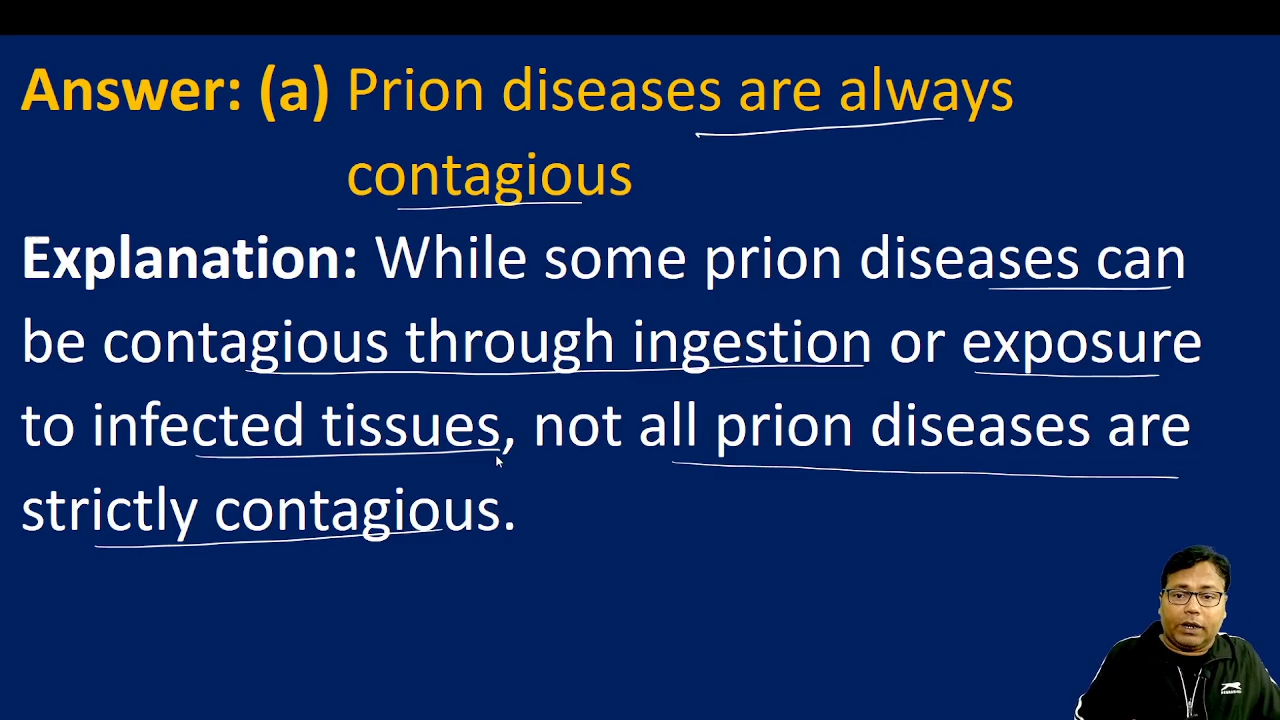 Answer: (a) Prion diseases are always
contagious
Explanation: While some prion diseases can
be contagious through ingestion or exposure
to infected tissues, not all prion diseases are
strictly contagious.